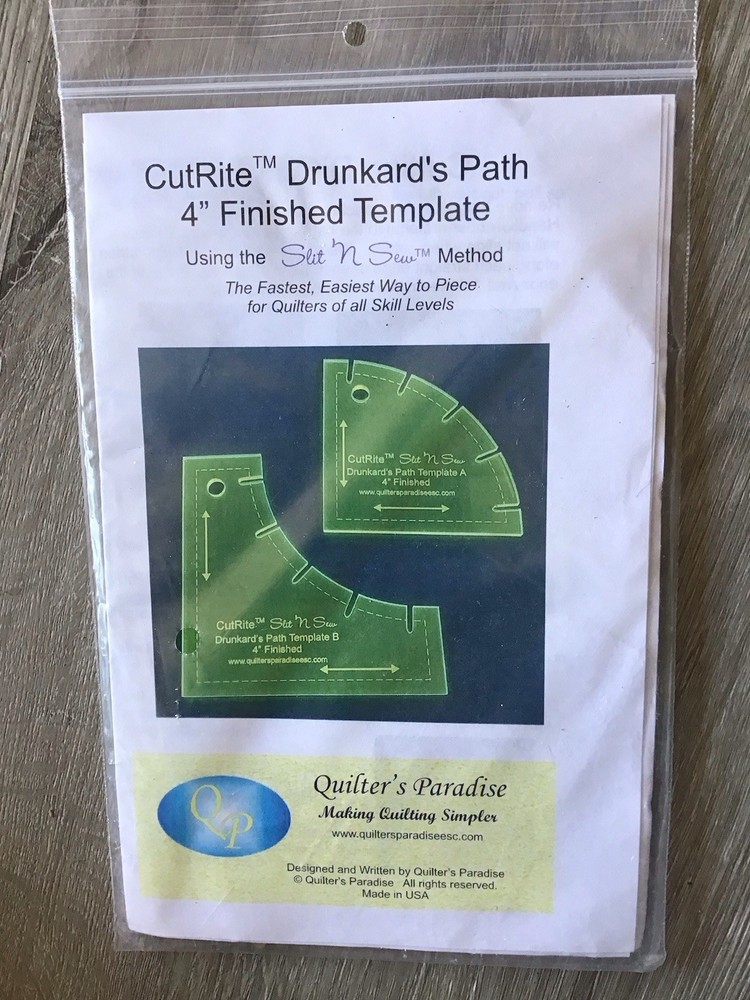 CutRite™ Drunkard's Path
4” Finished Template
Using the Slit 'N Sew™ Method
The Fastest, Easiest Way to Piece
for Quilters of all Skill Levels
CutRite™ Slit 'N Sew
Drunkard's Path Template A
4" Finished
www.quiltersparadiseesc.com
CutRite™ Slit 'N Sew
Drunkard's Path Template B
4" Finished
www.quiltersparadiseesc.com
QP
Quilter's Paradise
Making Quilting Simpler
www.quiltersparadiseesc.com
Designed and Written by Quilter's Paradise
© Quilter's Paradise All rights reserved.
Made in USA